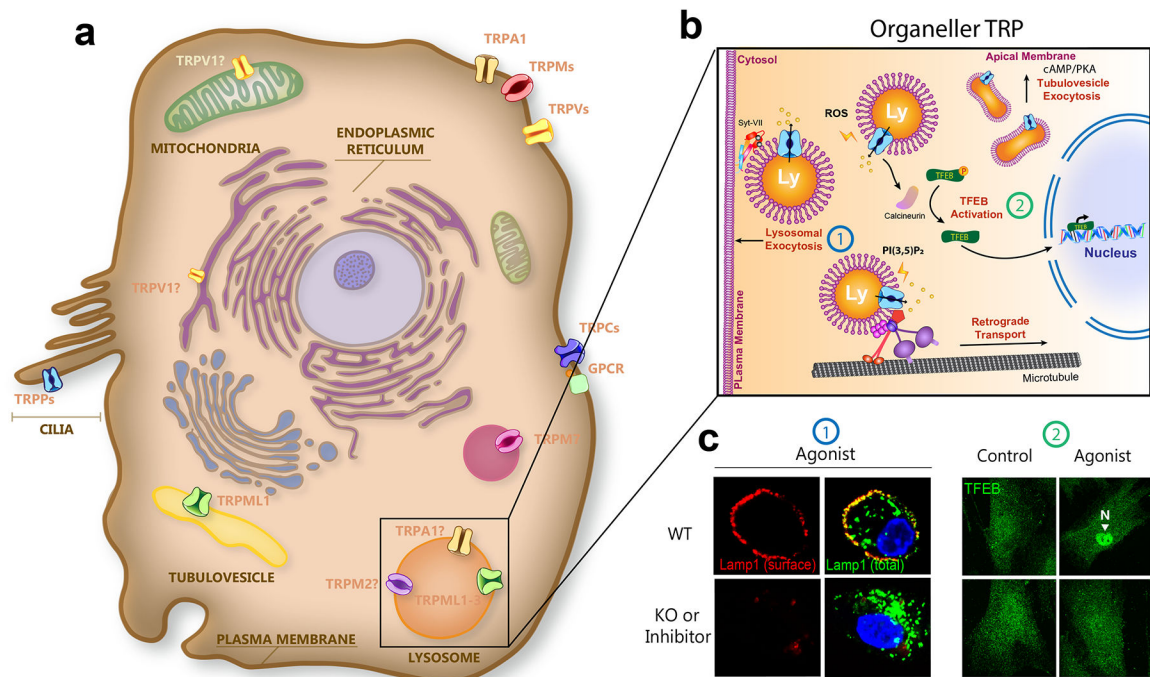 a
TRPV1?
MITOCHONDRIA
ENDOPLASMIC
RETICULUM
TRPA1
TRPMs
TRPVs
TRPV1?
TRPPs
CILIA
TRPCs
GPCR
TRPML1
TUBULOVESICLE
TRPA1?
TRPM2?
TRPML1-3
LYSOSOME
PLASMA MEMBRANE
b
Organeller TRP
Cytosol
PLasma Membrane
Syt-VII
Ly
ROS
Ly
Apical Membrane
cAMP/PKA
Tubulovesicle
Exocytosis
Calcineurin
TFEB
P
TFEB
Activation
2
TFEB
TFEB
Nucleus
Lysosomal
Exocytosis
1
PI(3,5)P₂
Ly
Retrograde
Transport
Microtubule
c
1
Agonist
2
Control
Agonist
WT
Lamp1 (surface)
Lamp1 (total)
TFEB
N
KO or
Inhibitor